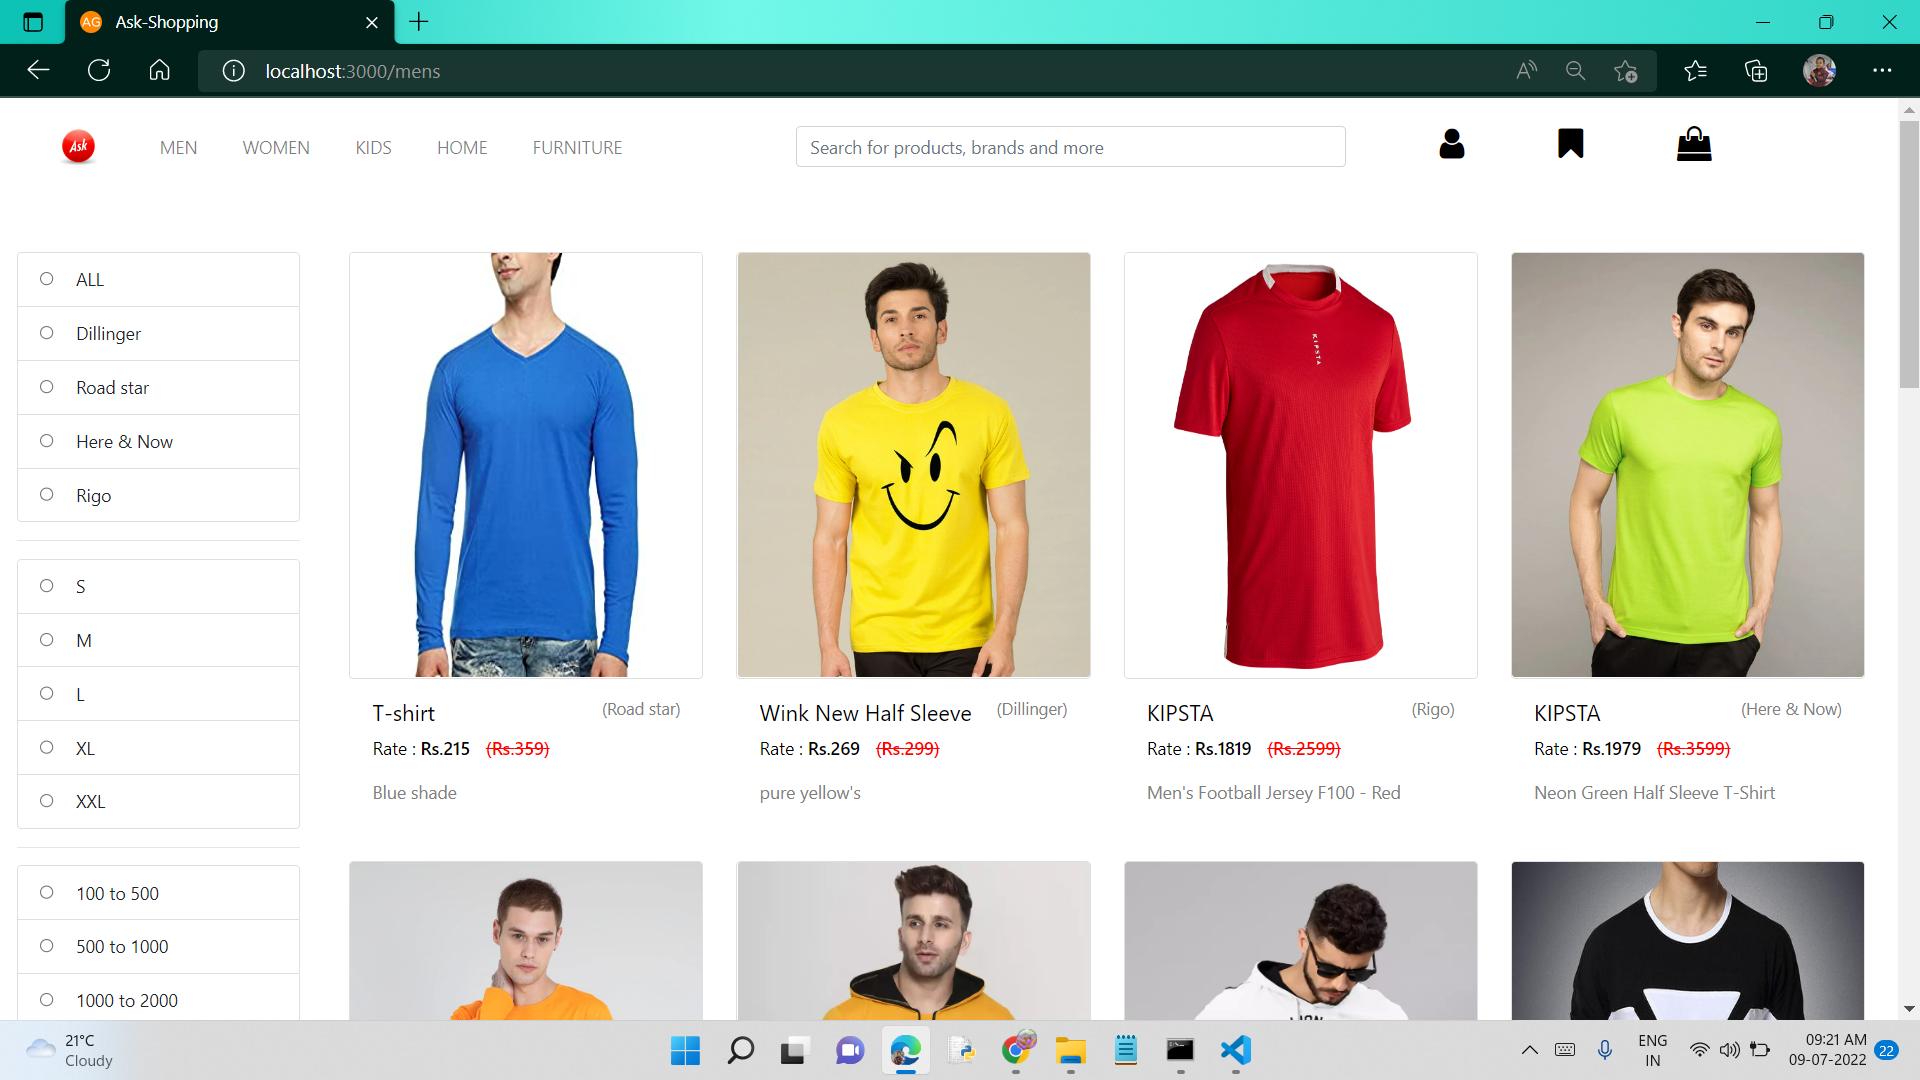 AG Ask-Shopping
localhost:3000/mens
Ask MEN WOMEN KIDS HOME FURNITURE Search for products, brands and more
ALL
Dillinger
Road star
Here & Now
Rigo
S
M
L
XL
XXL
100 to 500
500 to 1000
1000 to 2000
KIPSTA
T-shirt (Road star)
Rate : Rs.215 (Rs.359)
Blue shade
Wink New Half Sleeve (Dillinger)
Rate : Rs.269 (Rs.299)
pure yellow's
KIPSTA (Rigo)
Rate : Rs.1819 (Rs.2599)
Men's Football Jersey F100 - Red
KIPSTA (Here & Now)
Rate : Rs.1979 (Rs.3599)
Neon Green Half Sleeve T-Shirt
21°C
Cloudy
ENG
IN
09:21 AM
09-07-2022
22